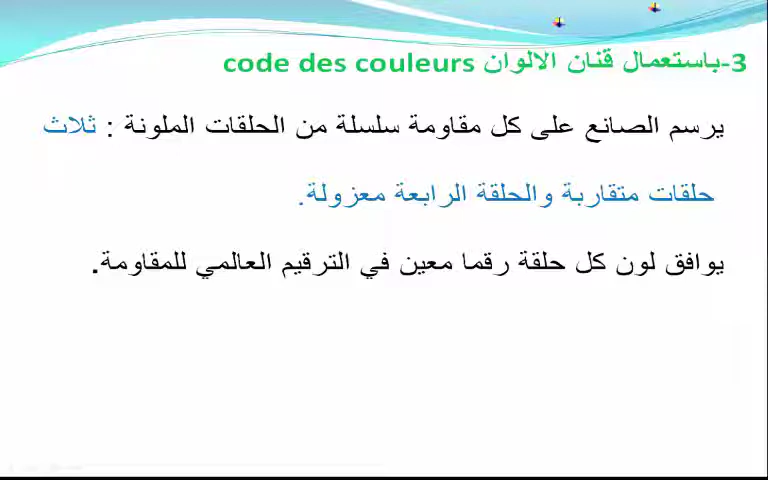 3-باستعمال قنان الالوان code des couleurs
يرسم الصانع على كل مقاومة سلسلة من الحلقات الملونة : ثلاث
حلقات متقاربة والحلقة الرابعة معزولة.
يوافق لون كل حلقة رقما معين في الترقيم العالمي للمقاومة.